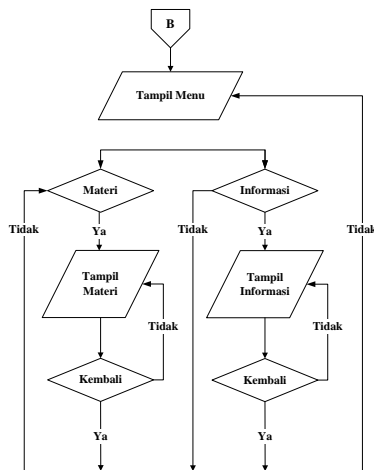 B
Tampil Menu
Materi
Informasi
Tidak
Ya
Tidak
Ya
Tidak
Tampil
Materi
Tidak
Tampil
Informasi
Tidak
Kembali
Kembali
Ya
Ya